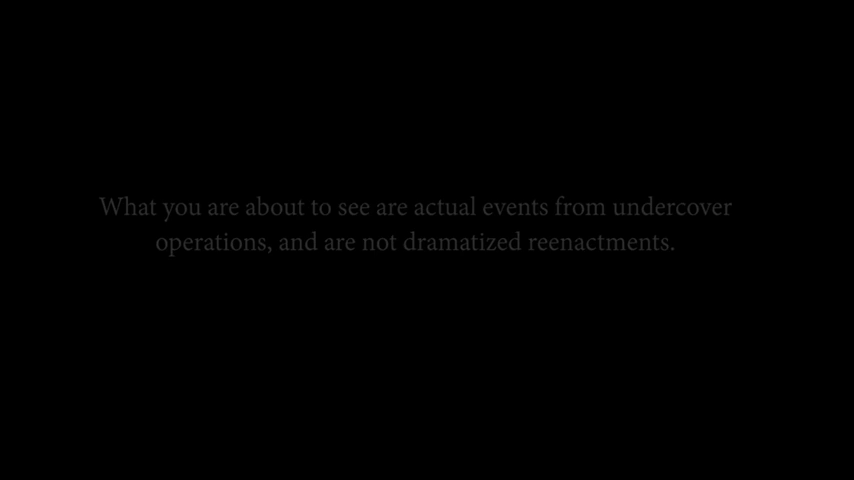 What you are about to see are actual events from undercover
operations, and are not dramatized reenactments.